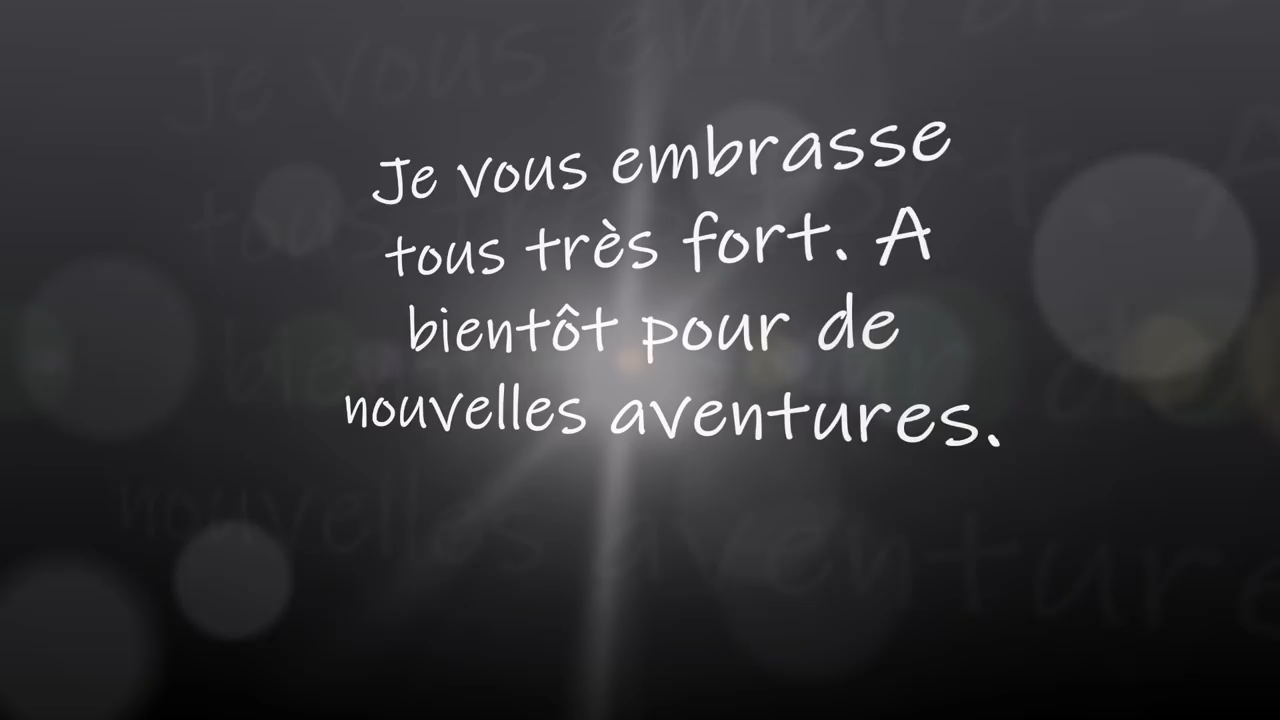 Je vous embrasse
tous très fort. A
bientôt pour de
nouvelles aventures.